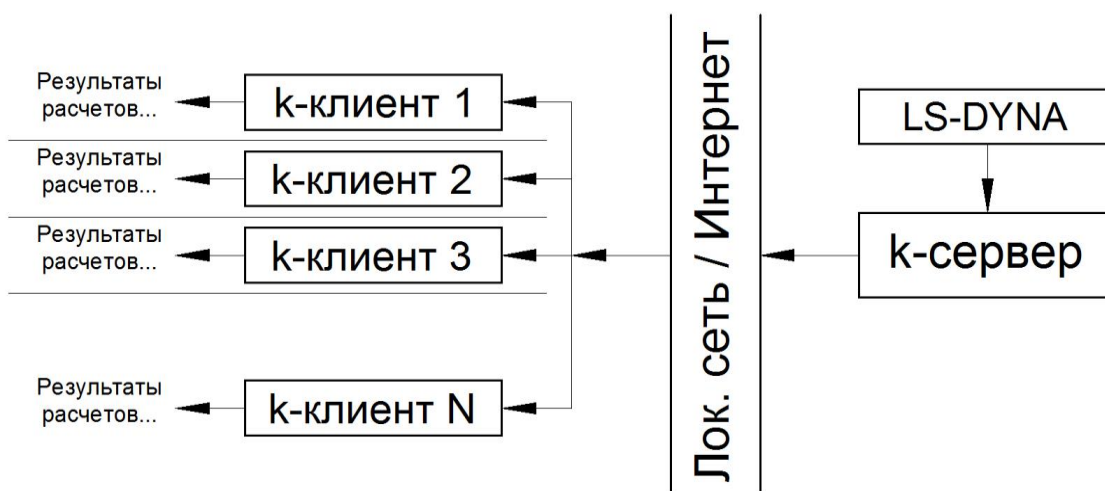 Результаты
расчетов...
k-клиент 1
Результаты
расчетов...
k-клиент 2
Результаты
расчетов...
k-клиент 3
Результаты
расчетов...
k-клиент N
Лок. сеть / Интернет
LS-DYNA
k-сервер